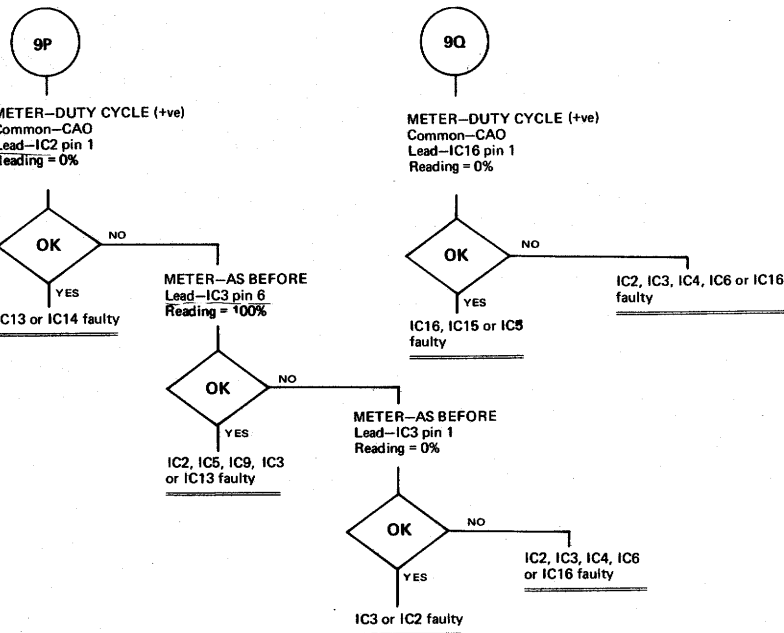 9P
METER–DUTY CYCLE (+ve)
Common–CAO
Lead–IC2 pin 1
Reading = 0%
OK
NO
YES
IC13 or IC14 faulty
METER–AS BEFORE
Lead–IC3 pin 6
Reading = 100%
OK
NO
YES
IC2, IC5, IC9, IC3
or IC13 faulty
METER–AS BEFORE
Lead–IC3 pin 1
Reading = 0%
OK
NO
YES
IC3 or IC2 faulty
IC2, IC3, IC4, IC6
or IC16 faulty
9Q
METER–DUTY CYCLE (+ve)
Common–CAO
Lead–IC16 pin 1
Reading = 0%
OK
NO
YES
IC16, IC15 or IC5
faulty
IC2, IC3, IC4, IC6 or IC16
faulty